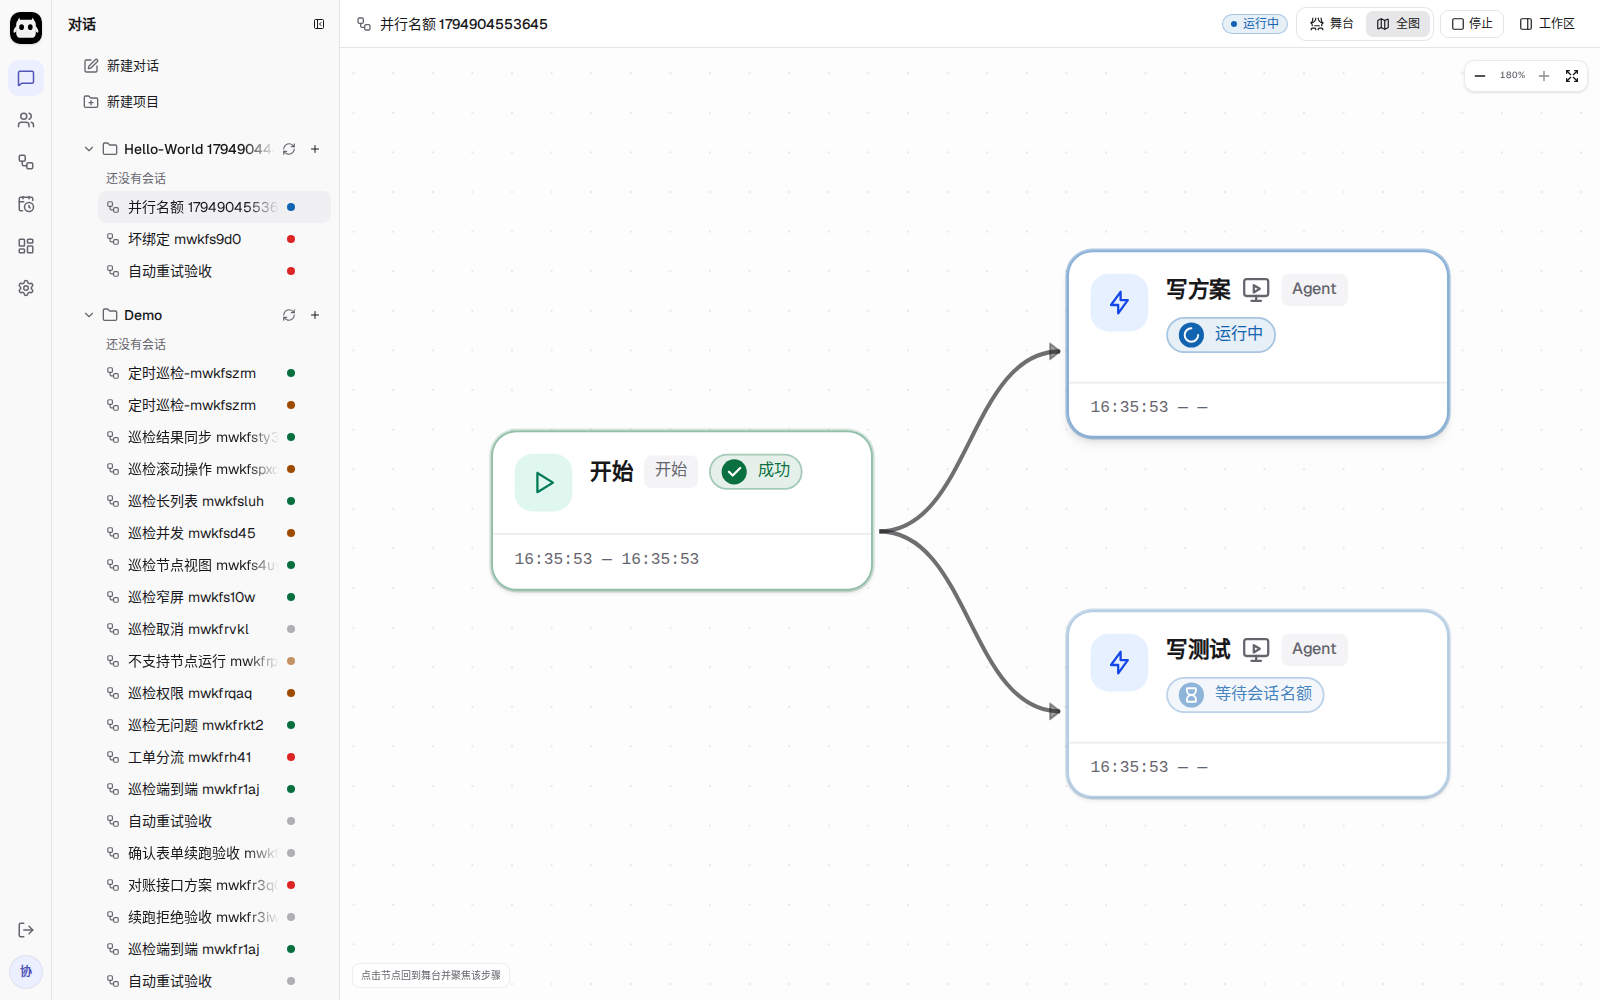 对话
新建对话
新建项目
Hello-World 17949044
还没有会话
并行名额 17949045536
坏绑定 mwkfs9d0
自动重试验收
Demo
还没有会话
定时巡检-mwkfszrm
定时巡检-mwkfszrm
巡检结果同步 mwkfsty3
巡检滚动操作 mwkfspx
巡检长列表 mwkfsluh
巡检并发 mwkfsd45
巡检节点视图 mwkfs4u
巡检窄屏 mwkfs10w
巡检取消 mwkfrvkl
不支持节点运行 mwkfrp
巡检权限 mwkfrqaq
巡检无问题 mwkfrkt2
工单分流 mwkfrh41
巡检端到端 mwkfr1aj
自动重试验收
确认表单续跑验收 mwkf
对账接口方案 mwkfr3q
续跑拒绝验收 mwkfr3iw
巡检端到端 mwkfr1aj
自动重试验收
协
并行名额 1794904553645
运行中
舞台
全图
停止
工作区
180%
写方案
Agent
运行中
16:35:53 — —
开始
开始
成功
16:35:53 — 16:35:53
写测试
Agent
等待会话名额
16:35:53 — —
点击节点回到舞台并聚焦该步骤